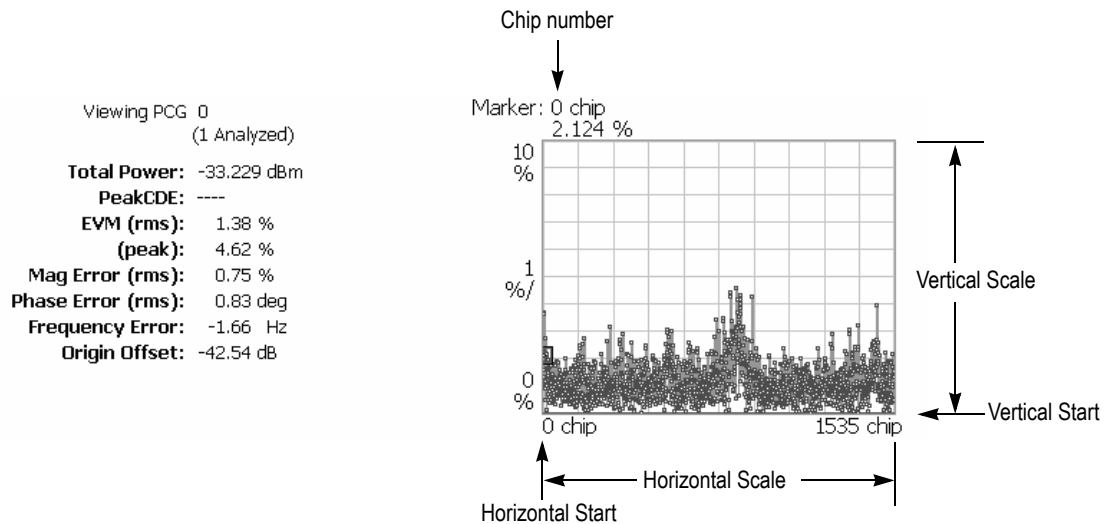 Chip number
Viewing PCG 0
(1 Analyzed)
Total Power: -33.229 dBm
PeakCDE: ----
EVM (rms): 1.38 %
(peak): 4.62 %
Mag Error (rms): 0.75 %
Phase Error (rms): 0.83 deg
Frequency Error: -1.66 Hz
Origin Offset: -42.54 dB
Marker: 0 chip
2.124 %
10
%
1
%/
0
%
0 chip
1535 chip
Vertical Scale
Vertical Start
Horizontal Scale
Horizontal Start